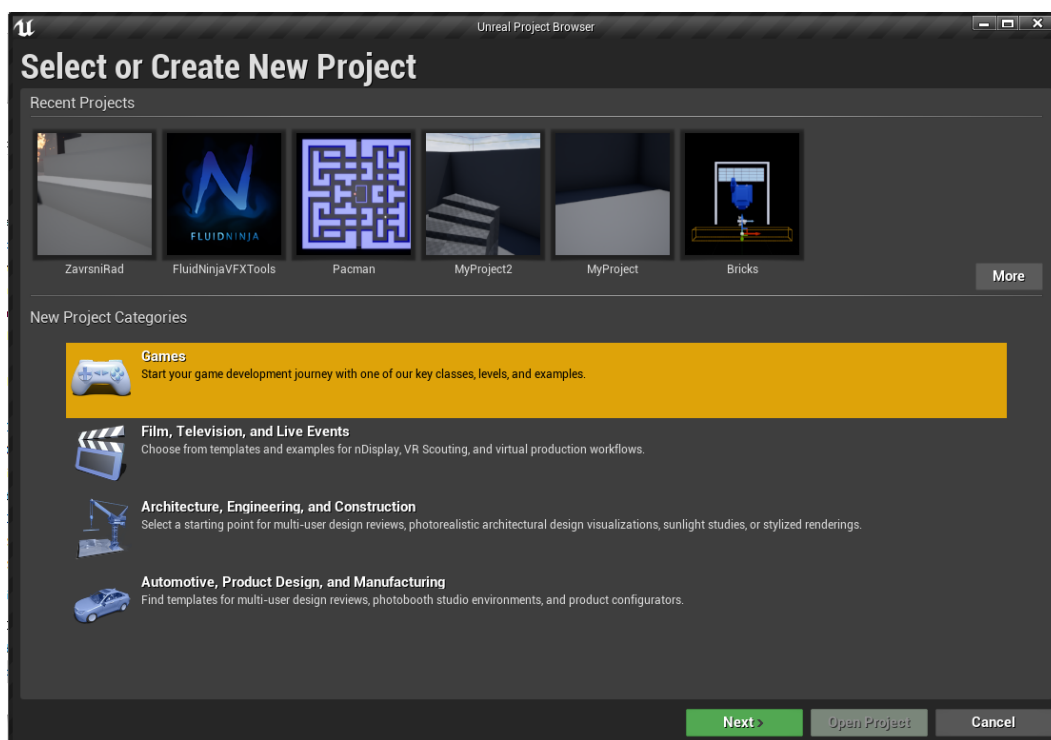 Unreal Project Browser
Select or Create New Project
Recent Projects
FLUIDNINJA
ZavrsniRad
FluidNinjaVFXTools
Pacman
MyProject2
MyProject
Bricks
More
New Project Categories
Games
Start your game development journey with one of our key classes, levels, and examples.
Film, Television, and Live Events
Choose from templates and examples for nDisplay, VR Scouting, and virtual production workflows.
Architecture, Engineering, and Construction
Select a starting point for multi-user design reviews, photorealistic architectural design visualizations, sunlight studies, or stylized renderings.
Automotive, Product Design, and Manufacturing
Find templates for multi-user design reviews, photobooth studio environments, and product configurators.
Next >
Open Project
Cancel